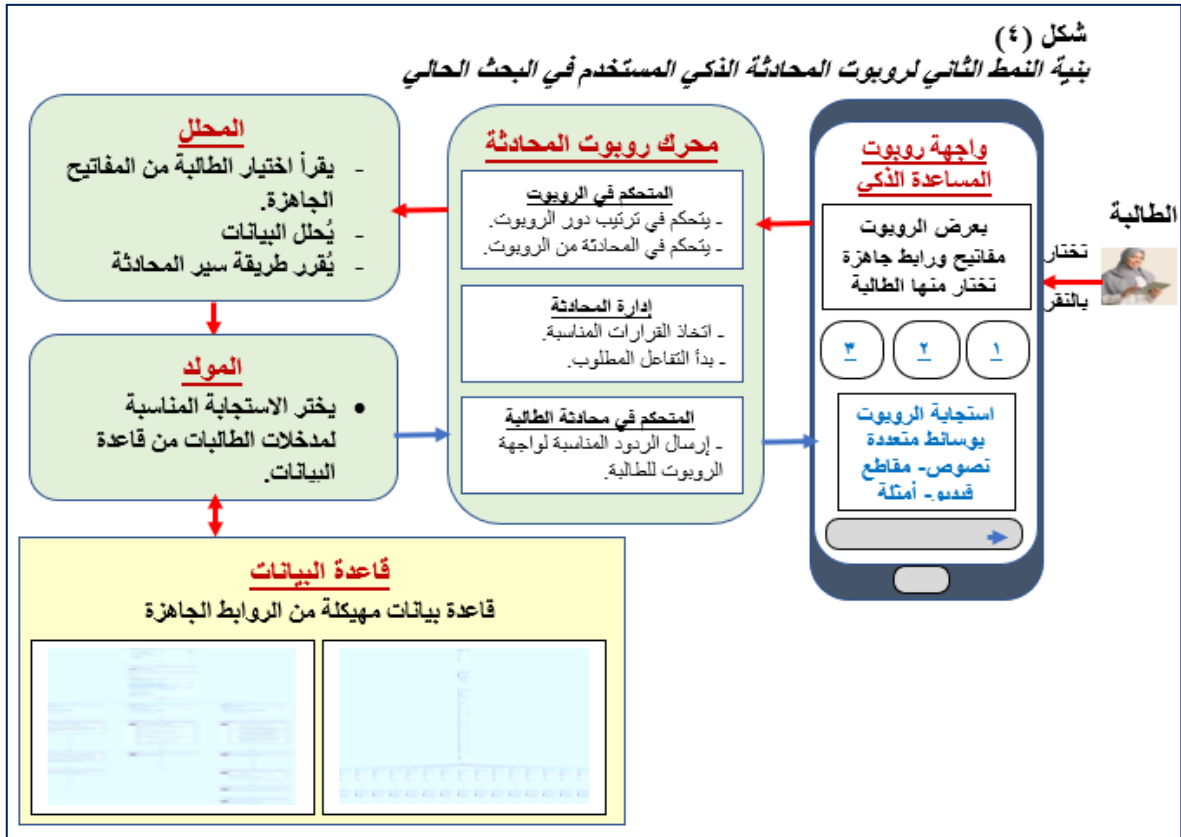 شكل (٤)
بنية النمط الثاني لروبوت المحادثة الذكي المستخدم في البحث الحالي
الطالبة
تختار
بالنقر
واجهة روبوت
المساعدة الذكي
يعرض الروبوت
مفاتيح ورابط جاهزة
تختار منها الطالبة
١
٢
٣
استجابة الروبوت
بوسائط متعددة
نصوص- مقاطع
فيديو- أمثلة
محرك روبوت المحادثة
المتحكم في الروبوت
- يتحكم في ترتيب دور الروبوت.
- يتحكم في المحادثة من الروبوت.
إدارة المحادثة
- اتخاذ القرارات المناسبة.
- بدأ التفاعل المطلوب.
المتحكم في محادثة الطالبة
- إرسال الردود المناسبة لواجهة
الروبوت للطالبة.
المحلل
- يقرأ اختيار الطالبة من المفاتيح
الجاهزة.
- يُحلل البيانات
- يُقرر طريقة سير المحادثة
المولد
• يختر الاستجابة المناسبة
لمدخلات الطالبات من قاعدة
البيانات.
قاعدة البيانات
قاعدة بيانات مهيكلة من الروابط الجاهزة